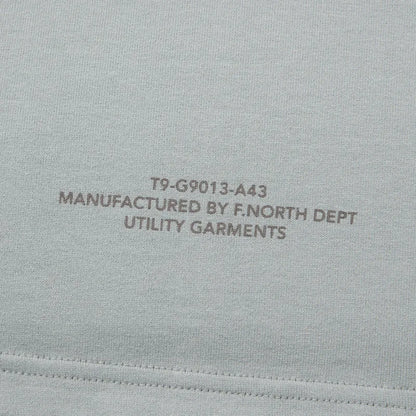 T9-G9013-A43
MANUFACTURED BY F.NORTH DEPT
UTILITY GARMENTS